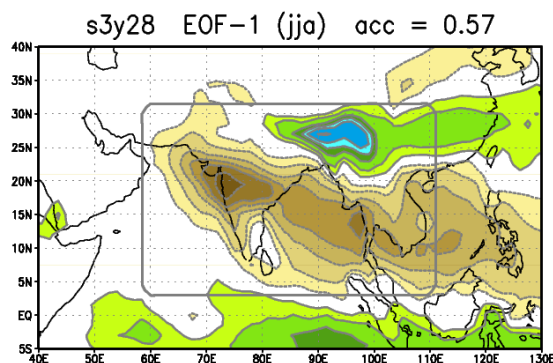 s3y28 EOF-1 (jja) acc = 0.57
40N
35N
30N
25N
20N
15N
10N
5N
EQ
5S
40E 50E 60E 70E 80E 90E 100E 110E 120E 130E